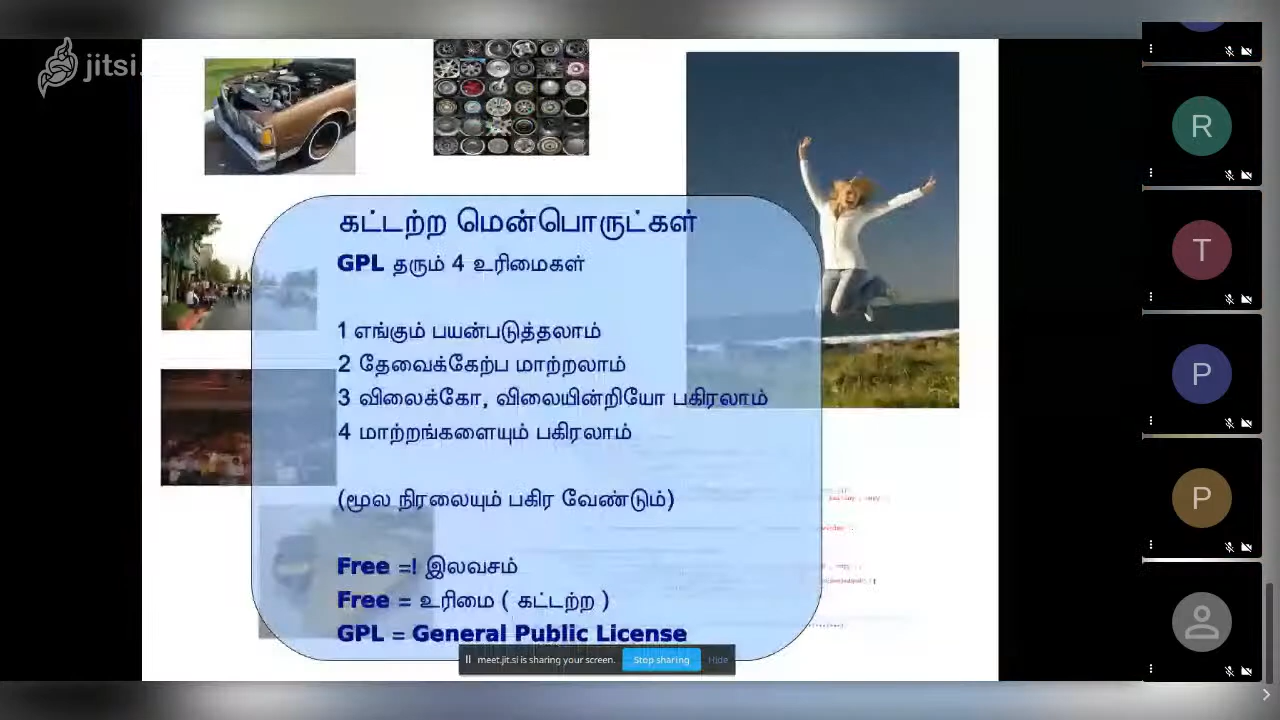 jitsi.
கட்டற்ற மென்பொருட்கள்
GPL தரும் 4 உரிமைகள்
1 எங்கும் பயன்படுத்தலாம்
2 தேவைக்கேற்ப மாற்றலாம்
3 விலைக்கோ, விலையின்றியோ பகிரலாம்
4 மாற்றங்களையும் பகிரலாம்
(மூல நிரலையும் பகிர வேண்டும்)
Free =! இலவசம்
Free = உரிமை ( கட்டற்ற )
GPL = General Public License
meet.jit.si is sharing your screen. Stop sharing Hide
R
T
P
P